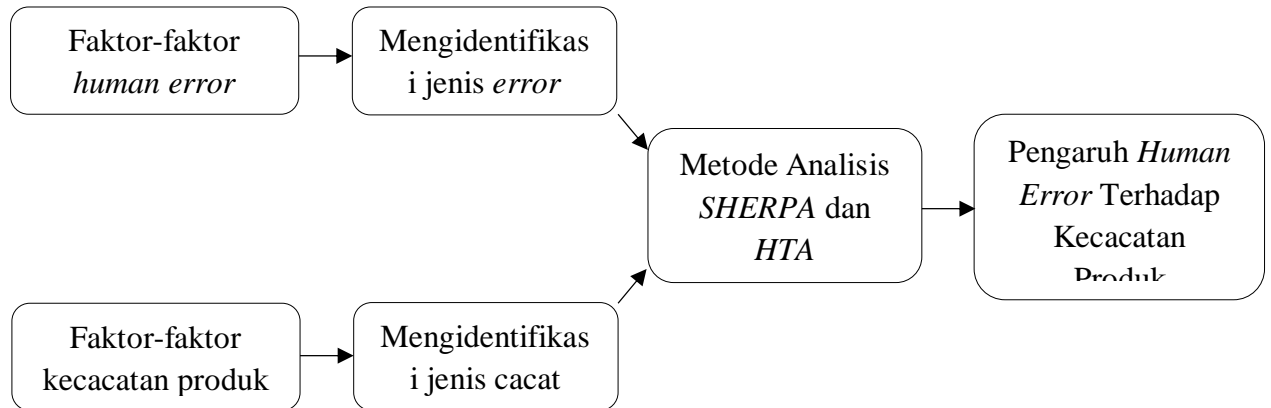 Faktor-faktor
human error
Mengidentifikas
i jenis error
Metode Analisis
SHERPA dan
HTA
Pengaruh Human
Error Terhadap
Kecacatan
Produk
Faktor-faktor
kecacatan produk
Mengidentifikas
i jenis cacat